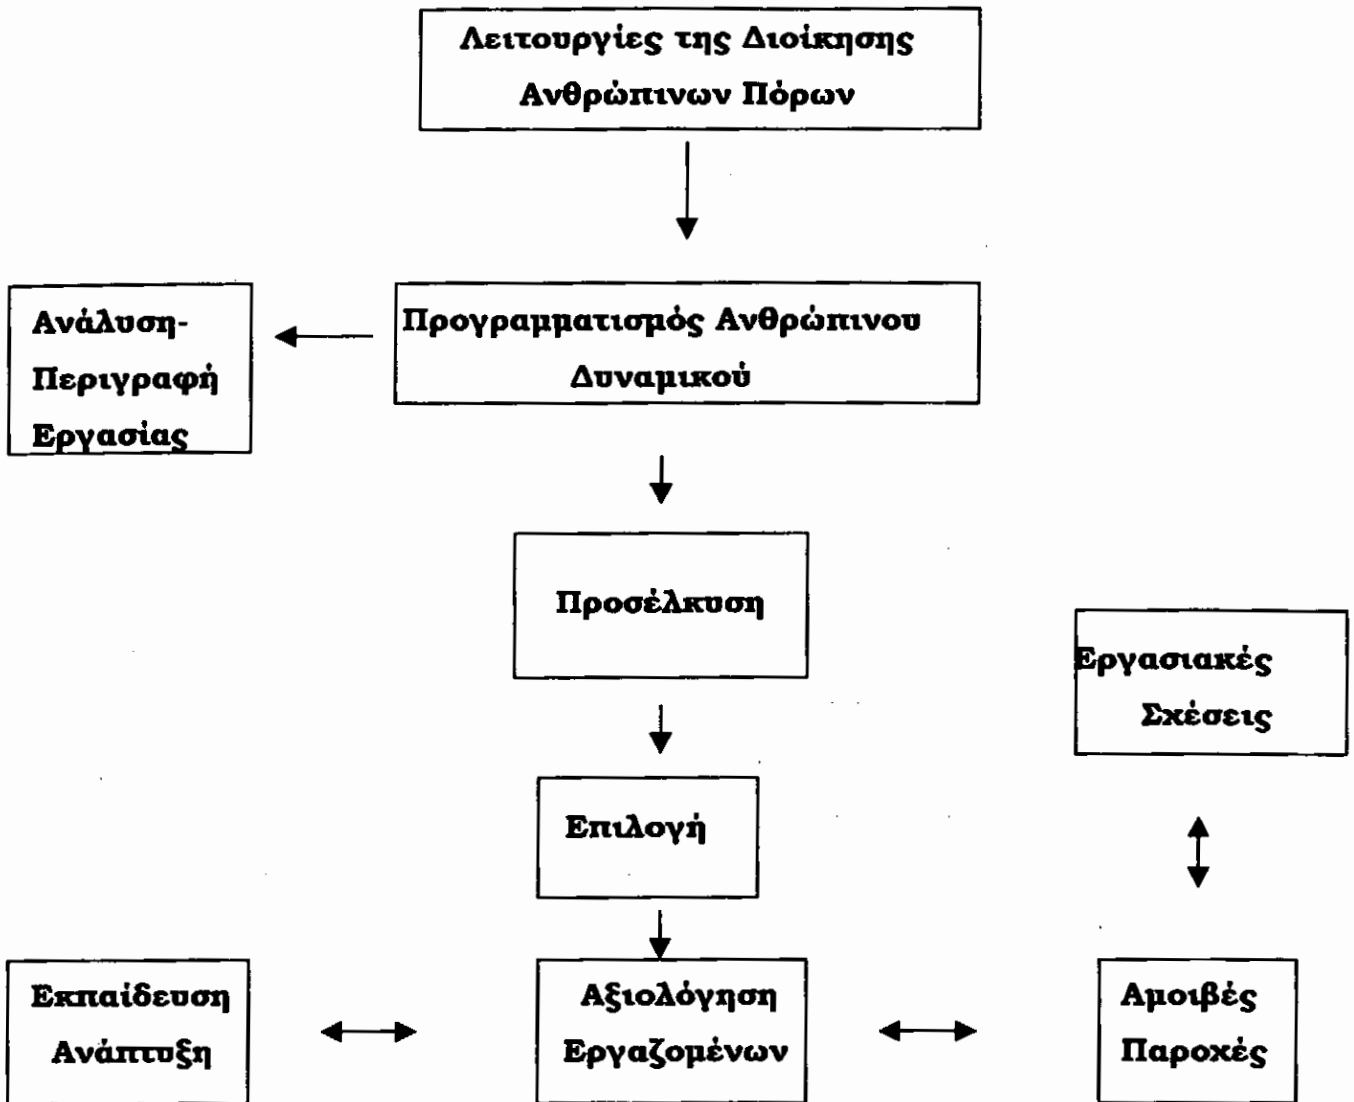 Λειτουργίες της Διοίκησης
Ανθρώπινων Πόρων
Ανάλυση-
Περιγραφή
Εργασίας
Προγραμματισμός Ανθρώπινου
Δυναμικού
Προσέλκυση
Εργασιακές
Σχέσεις
Επιλογή
Εκπαίδευση
Ανάπτυξη
Αξιολόγηση
Εργαζομένων
Αμοιβές
Παροχές